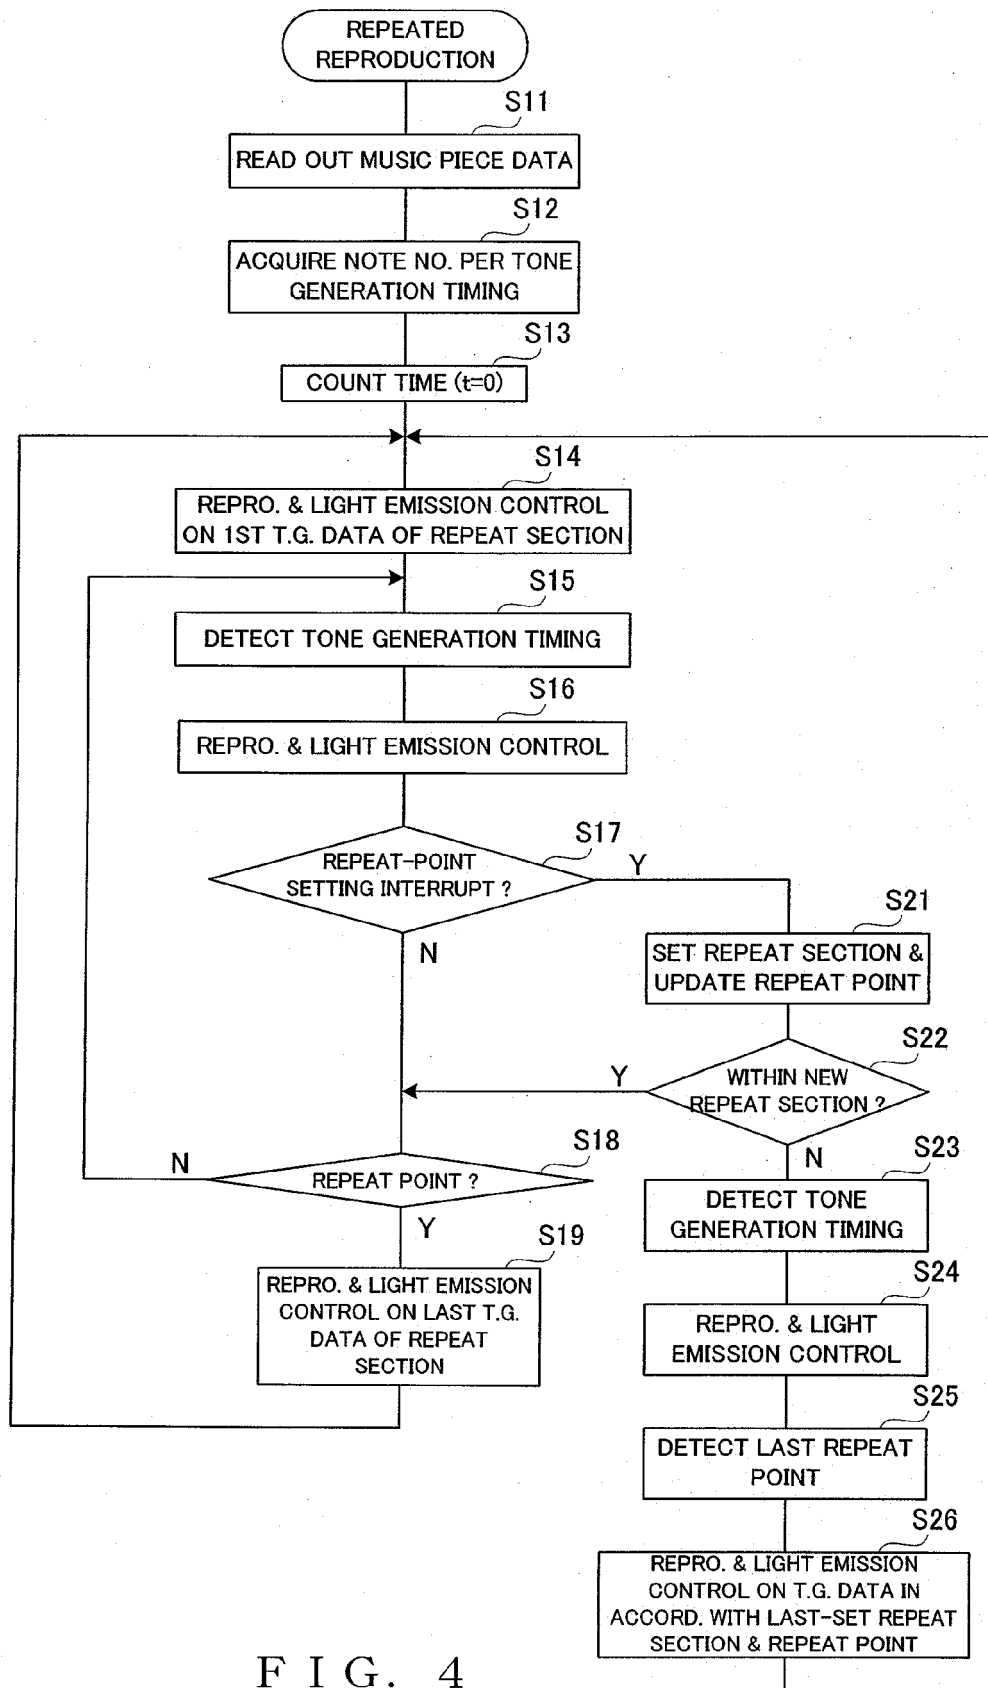 REPEATED
REPRODUCTION
S11
READ OUT MUSIC PIECE DATA
S12
ACQUIRE NOTE NO. PER TONE
GENERATION TIMING
S13
COUNT TIME (t=0)
S14
REPRO. & LIGHT EMISSION CONTROL
ON 1ST T.G. DATA OF REPEAT SECTION
S15
DETECT TONE GENERATION TIMING
S16
REPRO. & LIGHT EMISSION CONTROL
S17
REPEAT-POINT
SETTING INTERRUPT ?
Y
N
S21
SET REPEAT SECTION &
UPDATE REPEAT POINT
S22
WITHIN NEW
REPEAT SECTION ?
Y
N
S18
REPEAT POINT ?
N
Y
S23
DETECT TONE
GENERATION TIMING
S19
REPRO. & LIGHT EMISSION
CONTROL ON LAST T.G.
DATA OF REPEAT
SECTION
S24
REPRO. & LIGHT
EMISSION CONTROL
S25
DETECT LAST REPEAT
POINT
S26
REPRO. & LIGHT EMISSION
CONTROL ON T.G. DATA IN
ACCORD. WITH LAST-SET REPEAT
SECTION & REPEAT POINT
FIG. 4